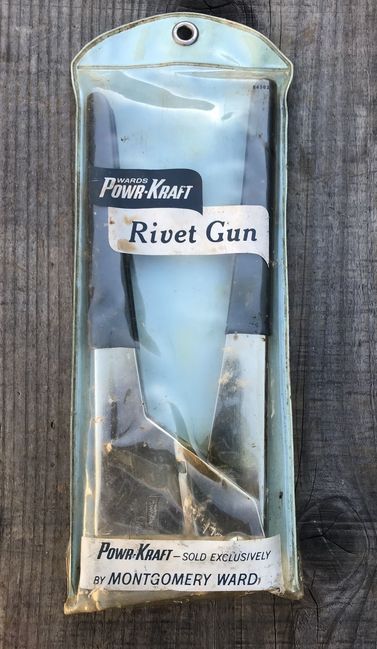 WARDS
POWR-KRAFT
Rivet Gun
POWR-KRAFT—SOLD EXCLUSIVELY
BY MONTGOMERY WARD